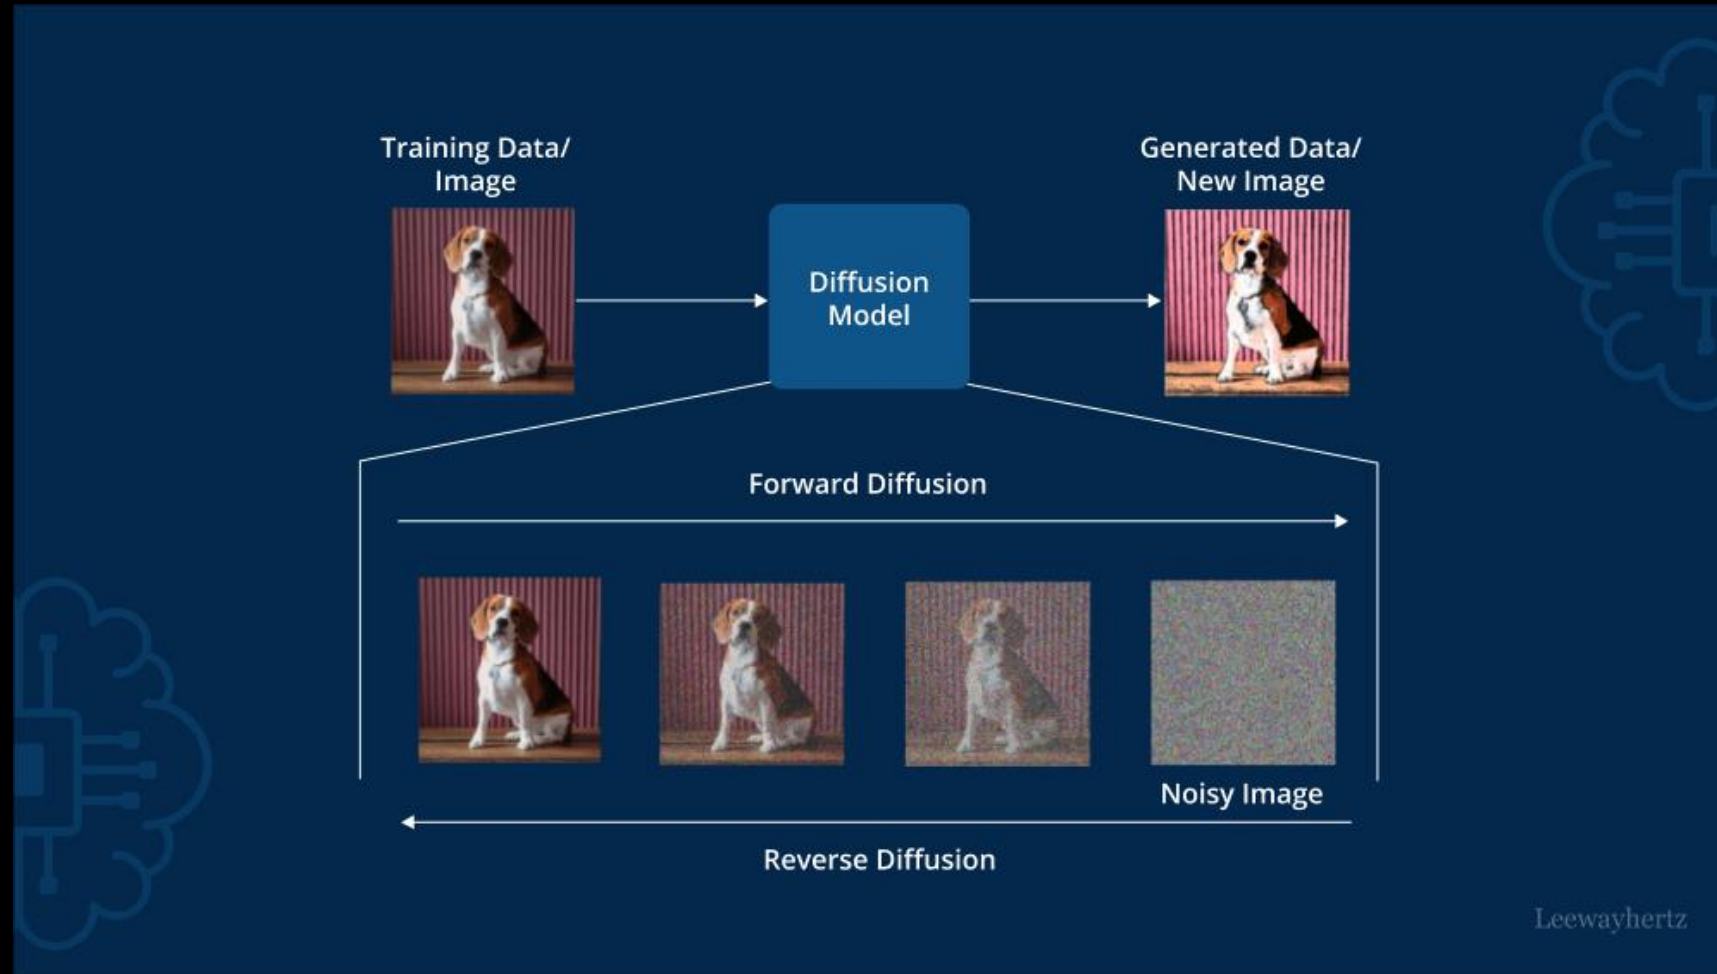 Training Data/
Image
Generated Data/
New Image
Diffusion
Model
Forward Diffusion
Noisy Image
Reverse Diffusion
Leewayhertz